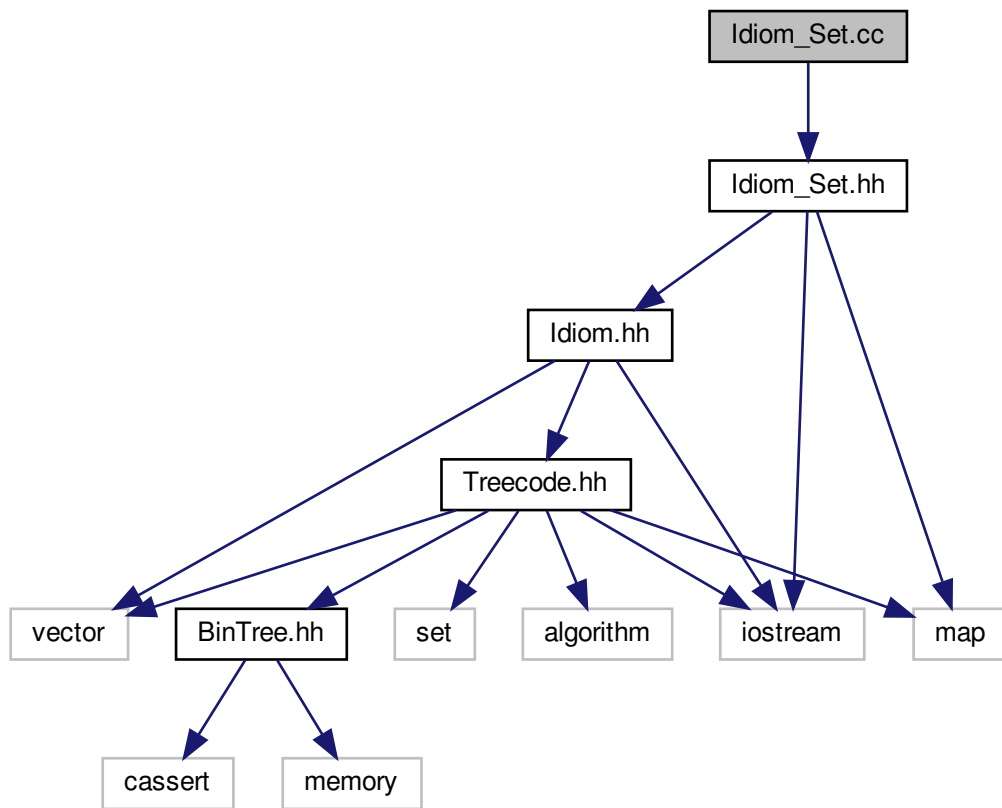 Idiom_Set.cc
Idiom_Set.hh
Idiom.hh
Treecode.hh
vector
BinTree.hh
set
algorithm
iostream
map
cassert
memory